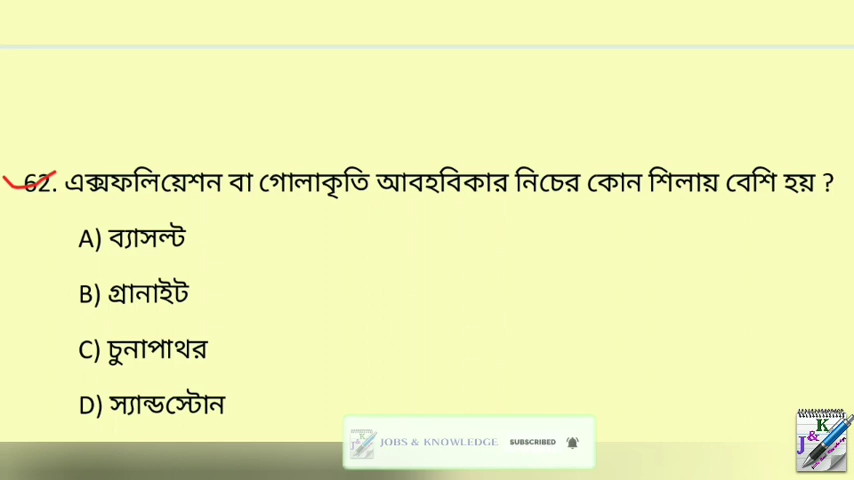 62. এক্সফলিয়েশন বা গোলাকৃতি আবহবিকার নিচের কোন শিলায় বেশি হয় ?
A) ব্যাসল্ট
B) গ্রানাইট
C) চুনাপাথর
D) স্যান্ডস্টোন
J&K JOBS & KNOWLEDGE SUBSCRIBED
J&K